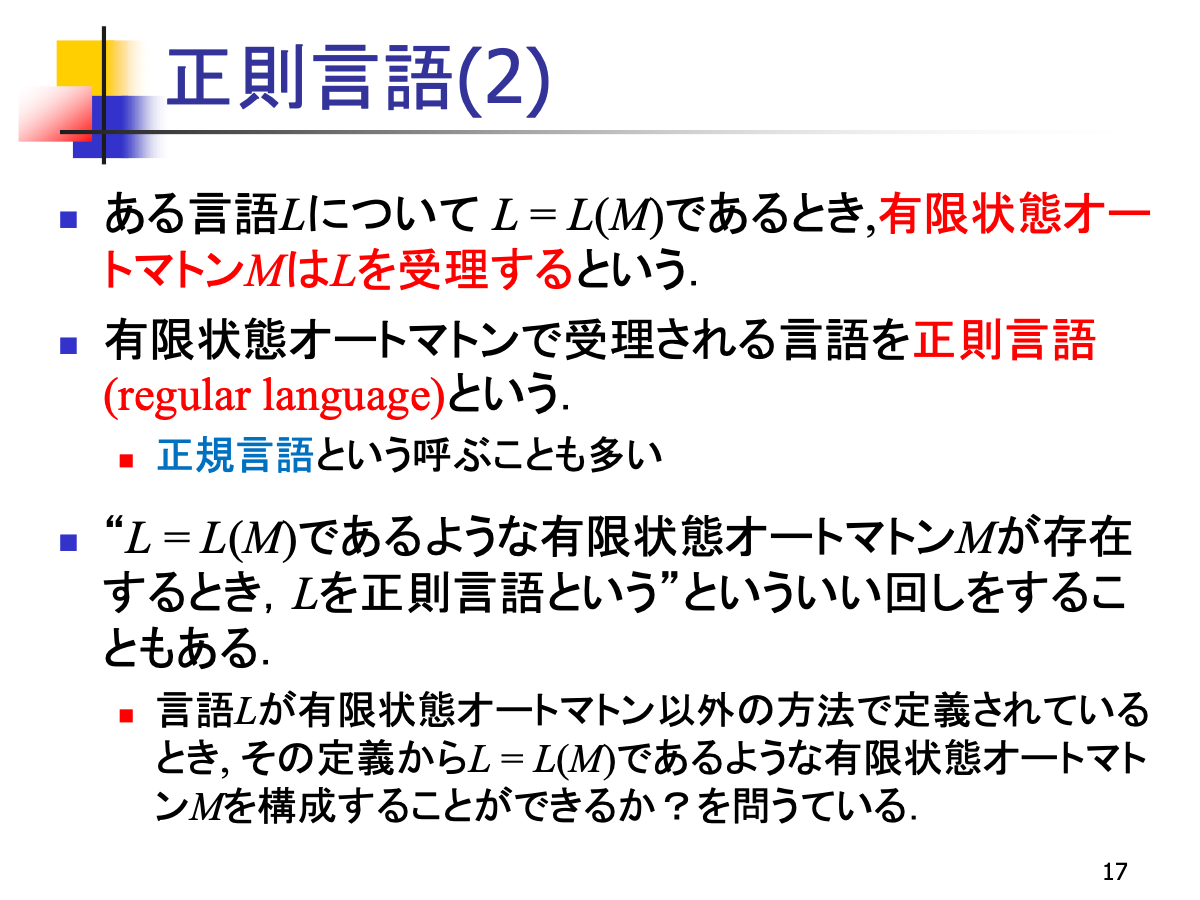 正則言語(2)
ある言語Lについて L = L(M)であるとき,有限状態オー
トマトンMはLを受理するという.
有限状態オートマトンで受理される言語を正則言語
(regular language)という.
正規言語という呼ぶことも多い
“L = L(M)であるような有限状態オートマトンMが存在
するとき, Lを正則言語という”といういい回しをするこ
ともある.
言語Lが有限状態オートマトン以外の方法で定義されている
とき, その定義からL = L(M)であるような有限状態オートマト
ンMを構成することができるか？を問うている.
17